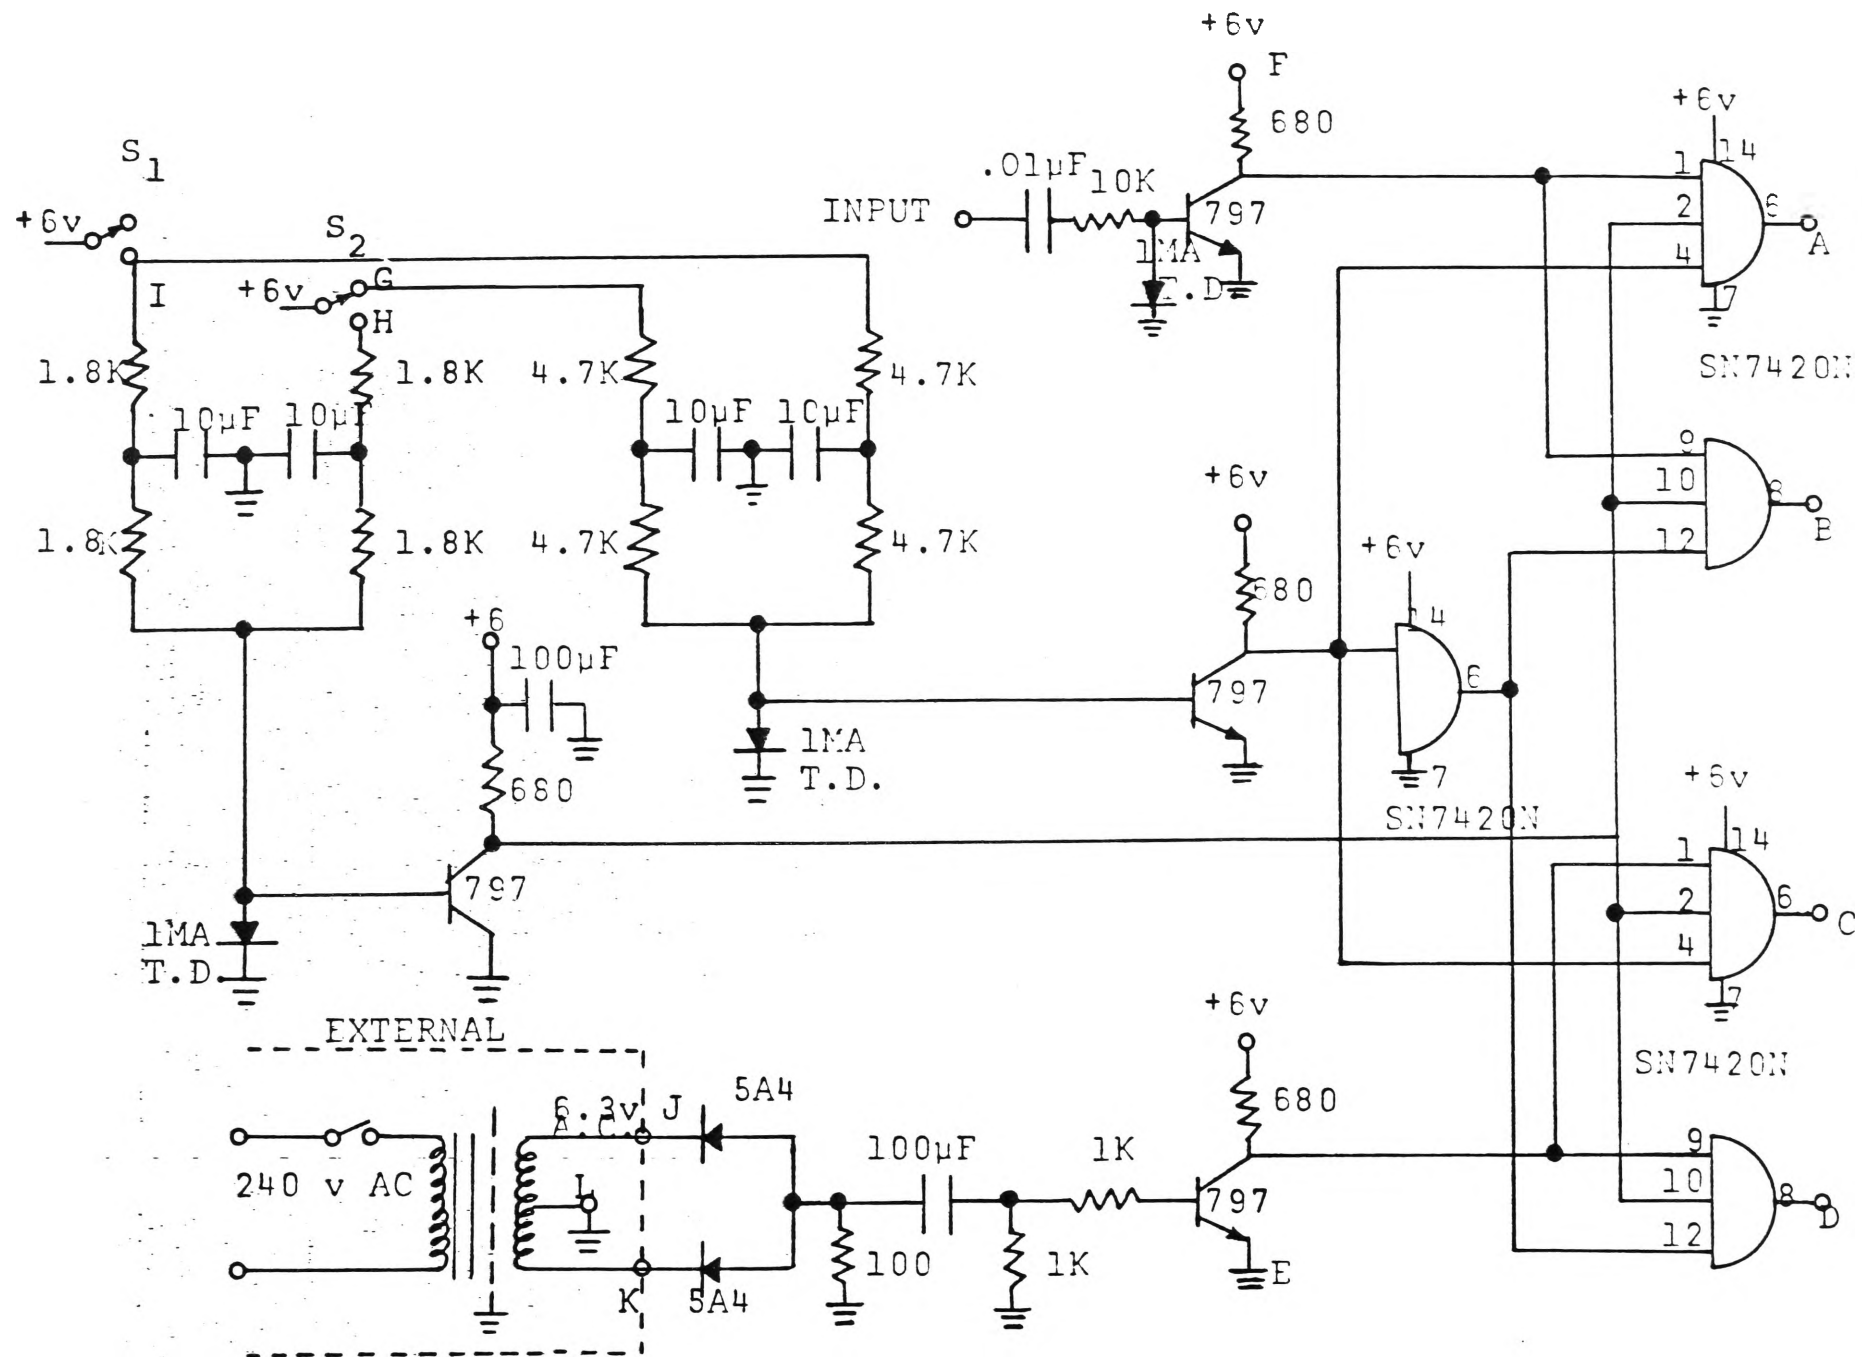 +6v
F
680
+6v
14
S1
.01µF
10K
1
+6v
S2
INPUT
797
2
6
A
I
+6v
G
1MA
T.D.
4
7
H
1.8K
1.8K
4.7K
4.7K
SN7420N
10µF
10µF
10µF
10µF
9
+6v
10
8
B
1.8K
1.8K
4.7K
4.7K
+6v
12
680
14
+6
100µF
797
6
1MA
T.D.
7
680
SN7420N
+6v
1
14
797
2
6
C
1MA
T.D.
4
7
EXTERNAL
+6v
SN7420N
6.3v
A.C.
J
5A4
680
100µF
1K
9
240 v AC
L
797
10
8
D
12
K
5A4
100
1K
E